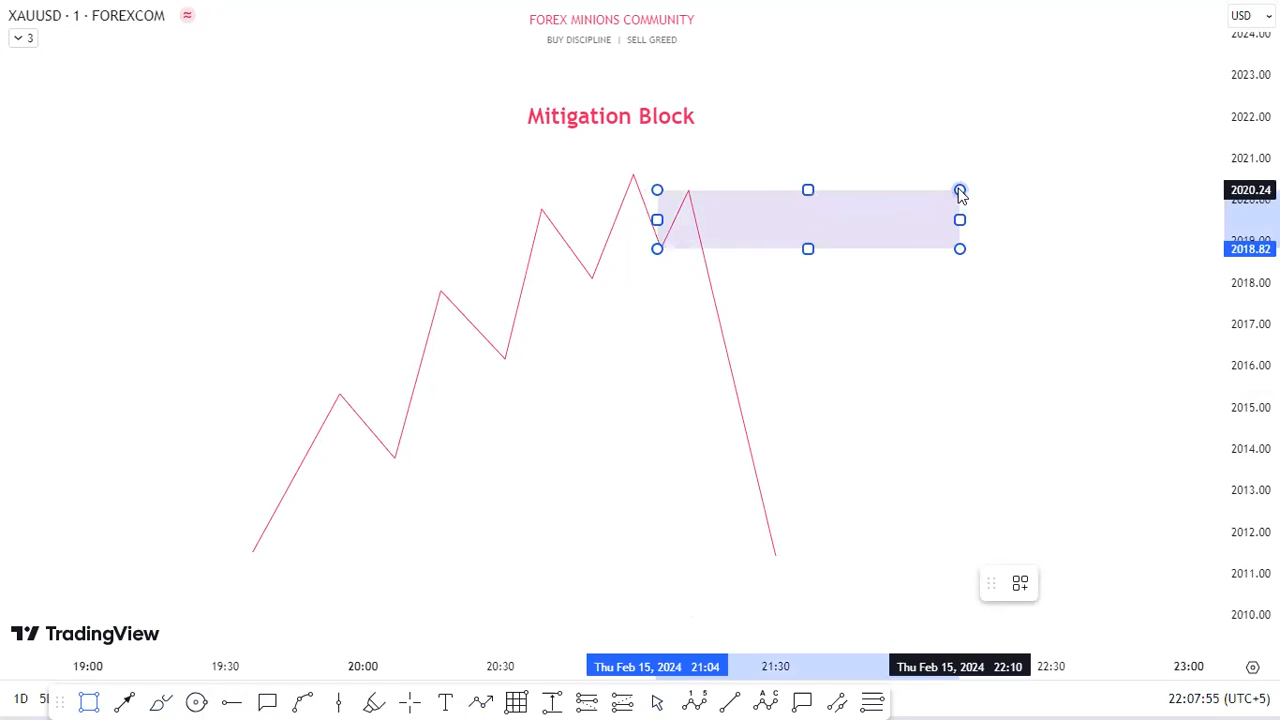 XAUUSD · 1 · FOREXCOM
3
FOREX MINIONS COMMUNITY
BUY DISCIPLINE | SELL GREED
Mitigation Block
USD
2024.00
2023.00
2022.00
2021.00
2020.24
2018.82
2018.00
2017.00
2016.00
2015.00
2014.00
2013.00
2012.00
2011.00
2010.00
TradingView
19:00
19:30
20:00
20:30
Thu Feb 15, 2024 21:04
21:30
Thu Feb 15, 2024 22:10
22:30
23:00
1D
22:07:55 (UTC+5)